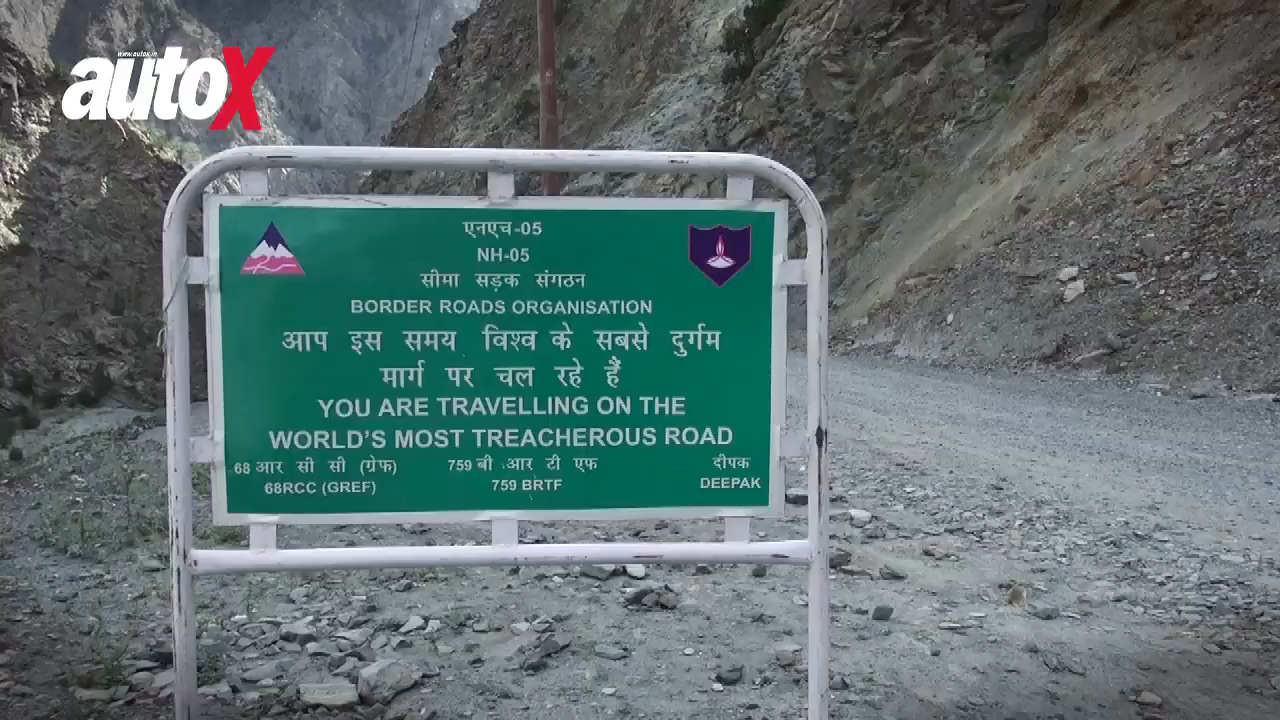 www.autox.in
autoX
एनएच-05
NH-05
सीमा सड़क संगठन
BORDER ROADS ORGANISATION
आप इस समय विश्व के सबसे दुर्गम
मार्ग पर चल रहे हैं
YOU ARE TRAVELLING ON THE
WORLD'S MOST TREACHEROUS ROAD
68 आर सी सी (ग्रेफ) 759 बी आर टी एफ दीपक
68RCC (GREF) 759 BRTF DEEPAK